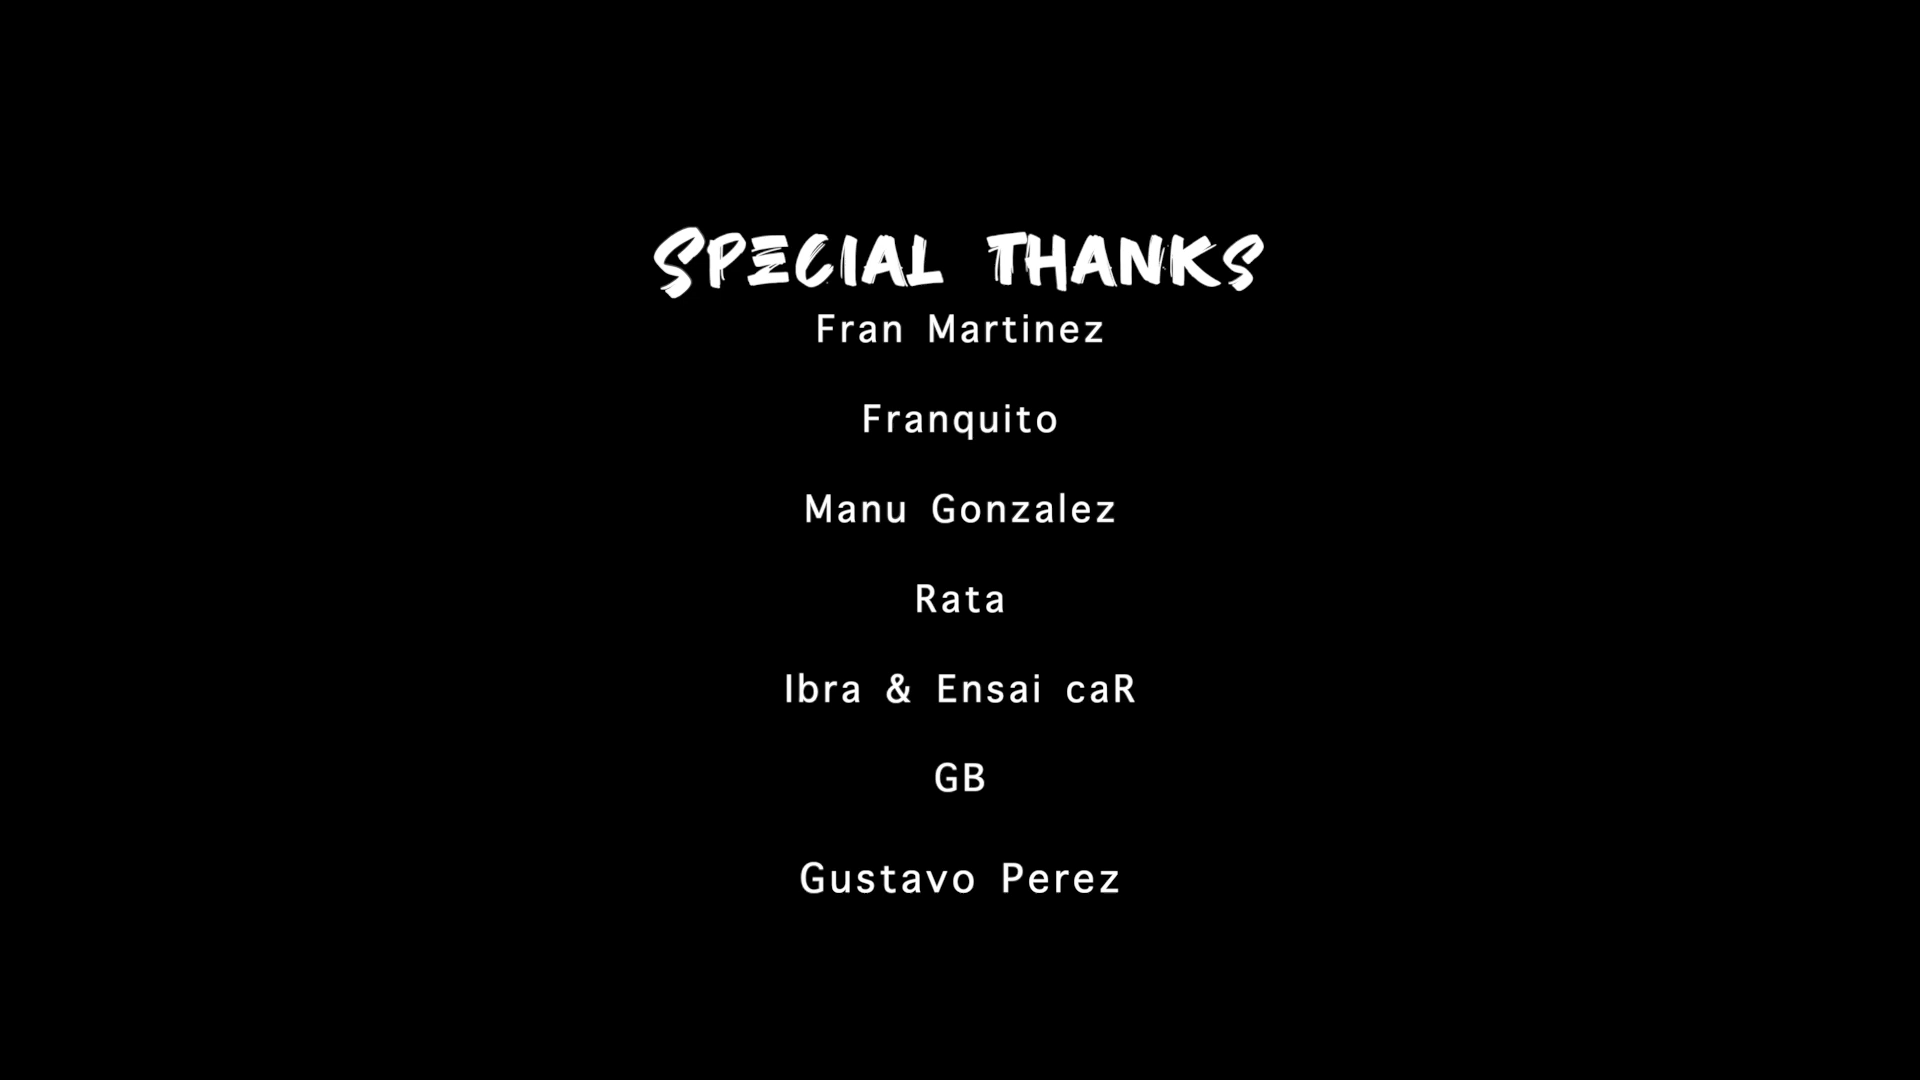 SPECIAL THANKS
Fran Martinez
Franquito
Manu Gonzalez
Rata
Ibra & Ensai caR
GB
Gustavo Perez